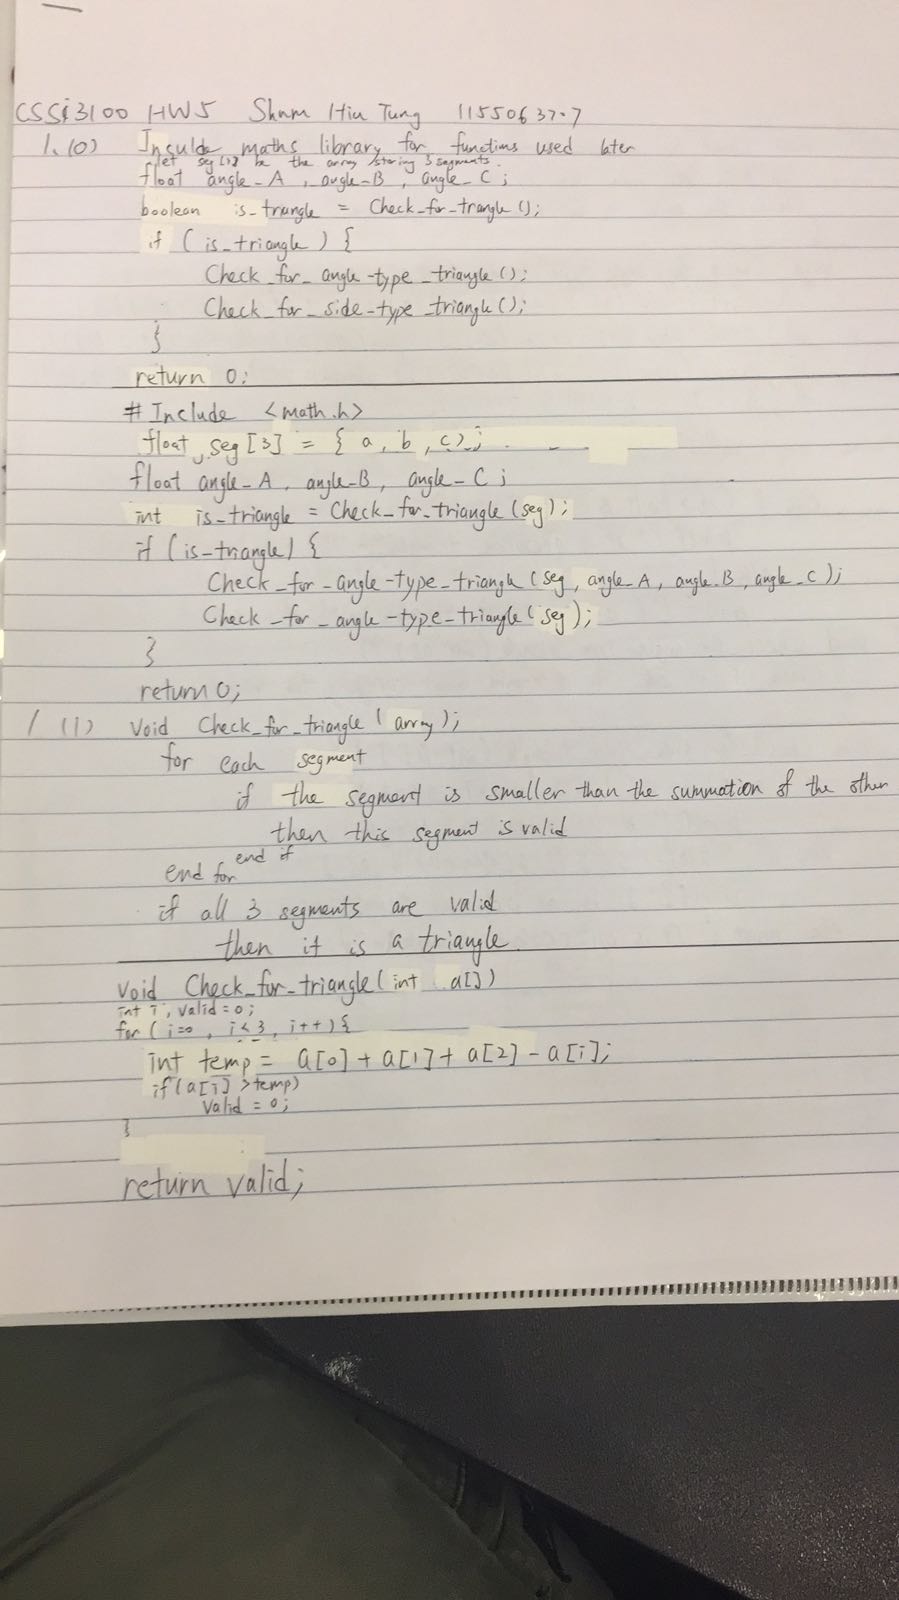 CSSI3100 HW5 Shum Hiu Tung 1155063707
1. (0) Insulde maths library for functions used later
let seg[3] be the array storing 3 segments.
float angle_A , angle_B , angle_C ;
boolean is_triangle = Check_for_trangle ();
if ( is_triangle ) {
Check_for_angle-type_triangle ();
Check_for_side-type_triangle ();
}
return 0;
# Include <math.h>
float seg[3] = { a, b, c};
float angle_A , angle_B , angle_C ;
int is_triangle = Check_for_triangle (seg);
if (is_triangle) {
Check_for_angle-type_triangle (seg, angle_A , angle_B , angle_C );
Check_for_angle-type_triangle (seg);
}
return 0;
1 (1) Void Check_for_triangle ( array );
for each segment
if the segment is smaller than the summation of the other
then this segment is valid
end if
end for
if all 3 segments are valid
then it is a triangle.
Void Check_for_triangle( int a[])
int i, valid = 0;
for ( i=0 , i<3 , i++ ) {
int temp = a[0] + a[1] + a[2] - a[i];
if (a[i] > temp)
Valid = 0;
}
return valid;